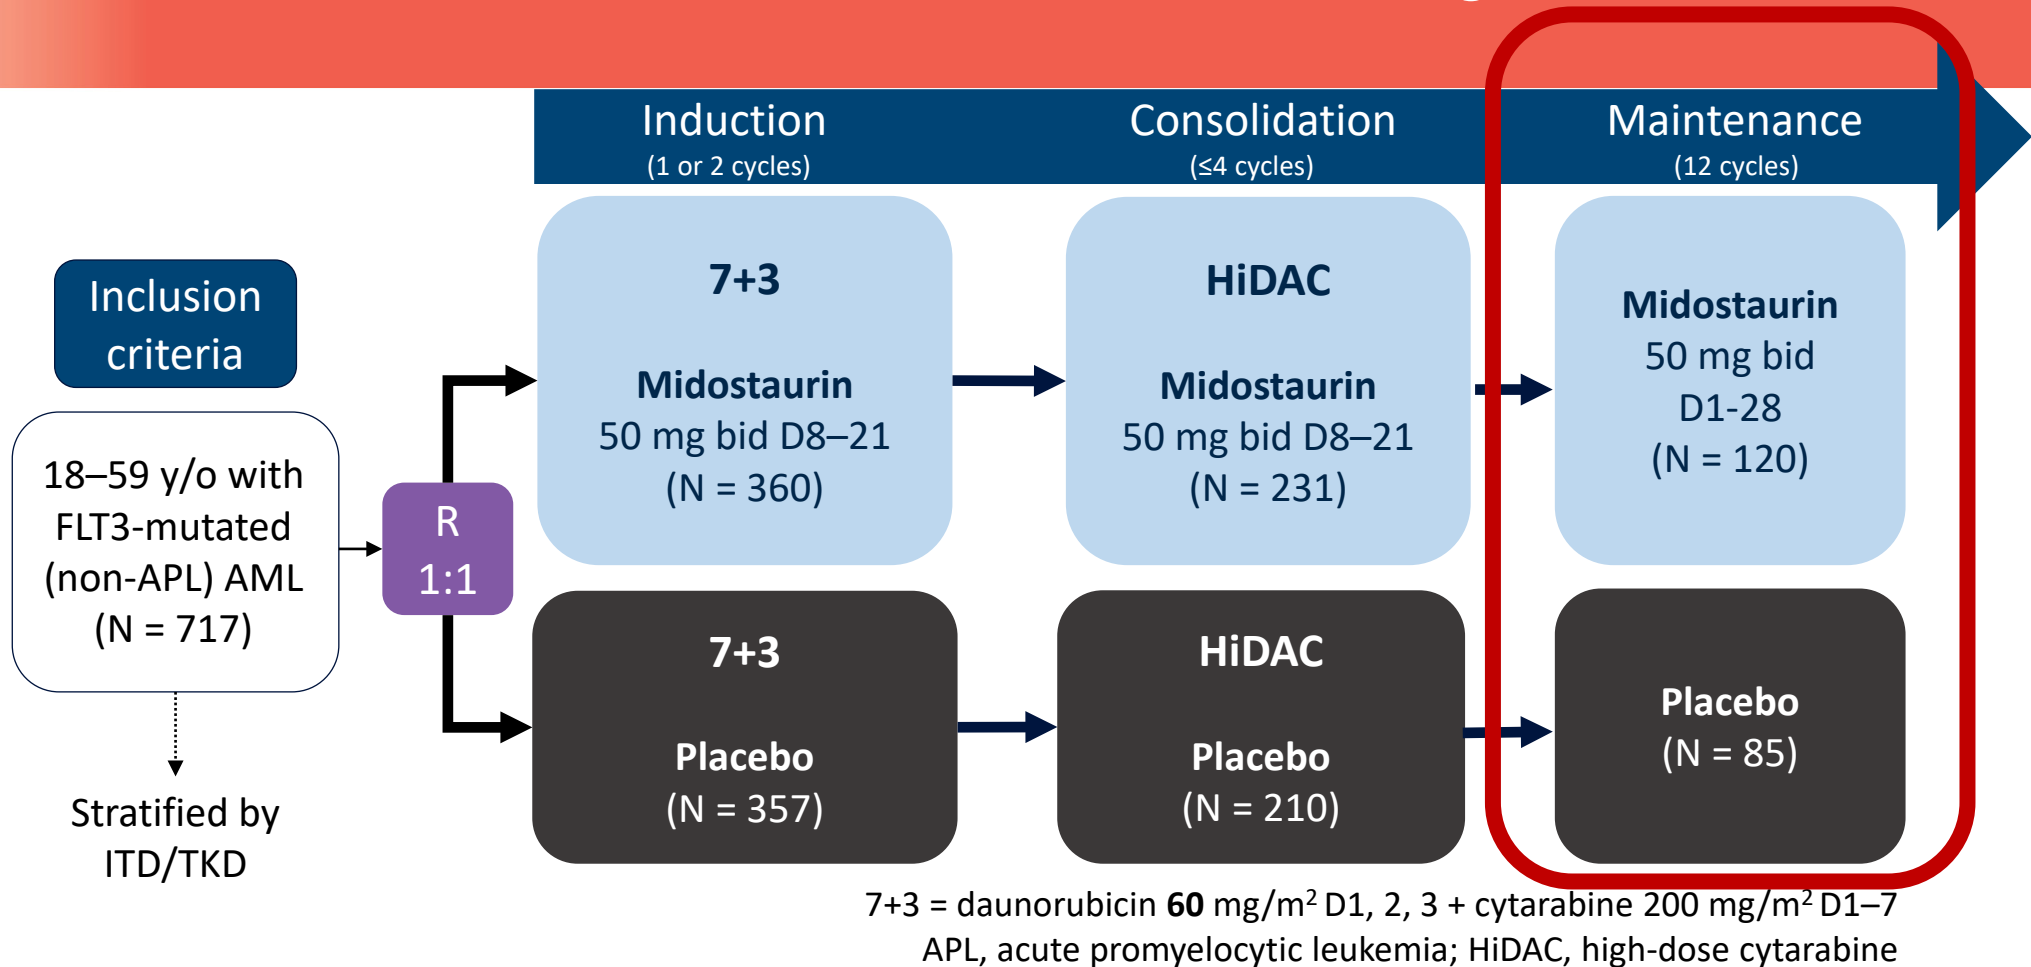 Induction
(1 or 2 cycles)
Consolidation
(≤4 cycles)
Maintenance
(12 cycles)
Inclusion
criteria
18–59 y/o with
FLT3-mutated
(non-APL) AML
(N = 717)
Stratified by
ITD/TKD
R
1:1
7+3
Midostaurin
50 mg bid D8–21
(N = 360)
HiDAC
Midostaurin
50 mg bid D8–21
(N = 231)
Midostaurin
50 mg bid
D1-28
(N = 120)
7+3
Placebo
(N = 357)
HiDAC
Placebo
(N = 210)
Placebo
(N = 85)
7+3 = daunorubicin 60 mg/m² D1, 2, 3 + cytarabine 200 mg/m² D1–7
APL, acute promyelocytic leukemia; HiDAC, high-dose cytarabine